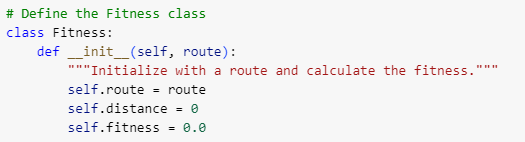 # Define the Fitness class
class Fitness:
    def __init__(self, route):
        """Initialize with a route and calculate the fitness."""
        self.route = route
        self.distance = 0
        self.fitness = 0.0